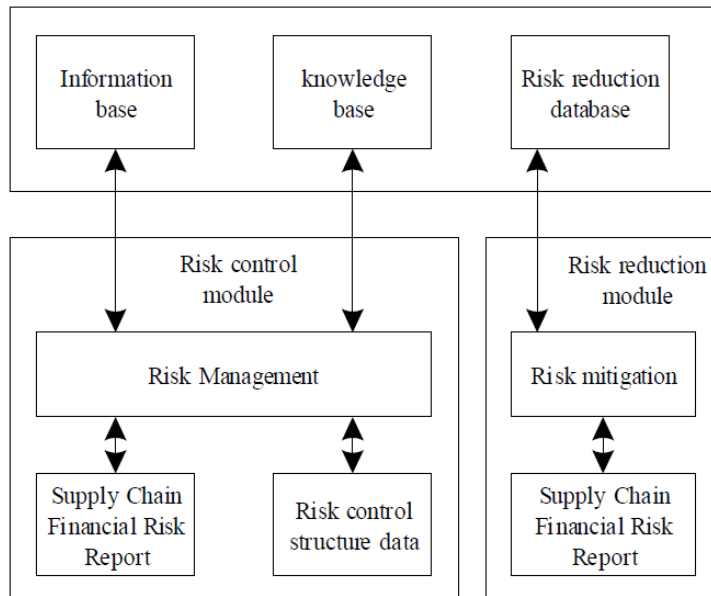 Information
base
knowledge
base
Risk reduction
database
Risk control
module
Risk reduction
module
Risk Management
Risk mitigation
Supply Chain
Financial Risk
Report
Risk control
structure data
Supply Chain
Financial Risk
Report